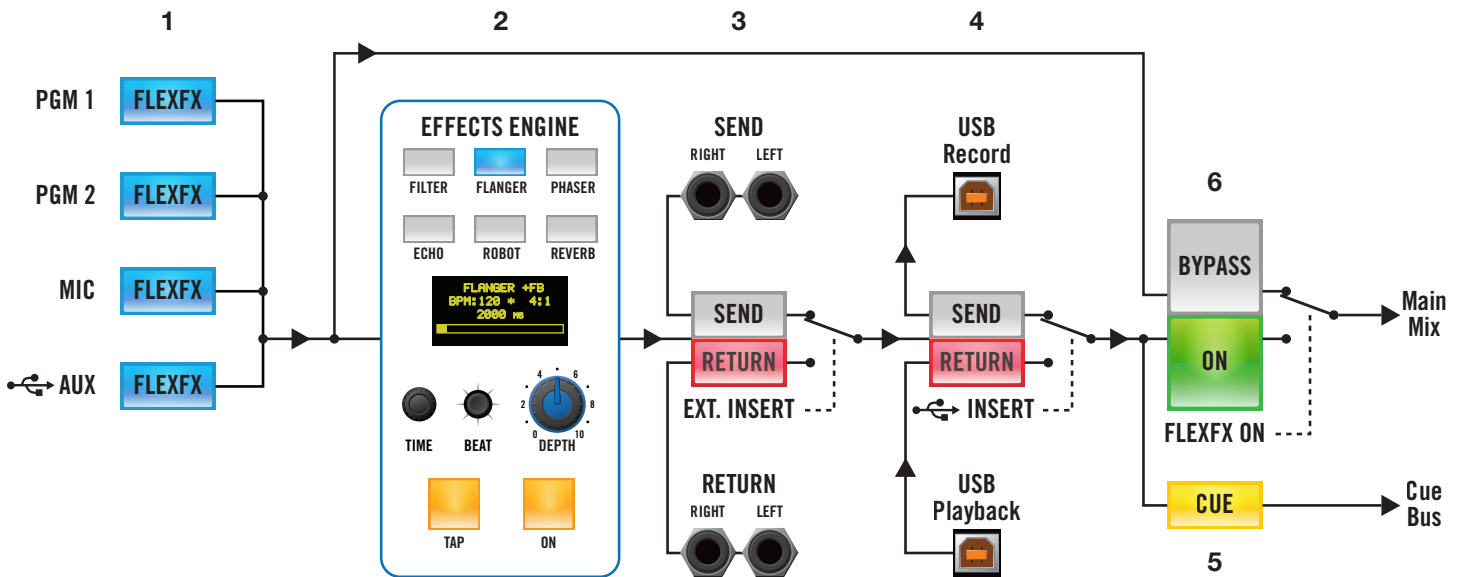 1 2 3 4
PGM 1 FLEXFX
PGM 2 FLEXFX
MIC FLEXFX
AUX FLEXFX
EFFECTS ENGINE
FILTER FLANGER PHASER
ECHO ROBOT REVERB
FLANGER +FB
BPM:120 * 4:1
2000 MS
0 2 4 6 8 10
TIME BEAT DEPTH
TAP ON
SEND
RIGHT LEFT
SEND
RETURN
EXT. INSERT
RETURN
RIGHT LEFT
USB
Record
SEND
RETURN
INSERT
USB
Playback
6
BYPASS
ON
FLEXFX ON
Main
Mix
CUE
Cue
Bus
5